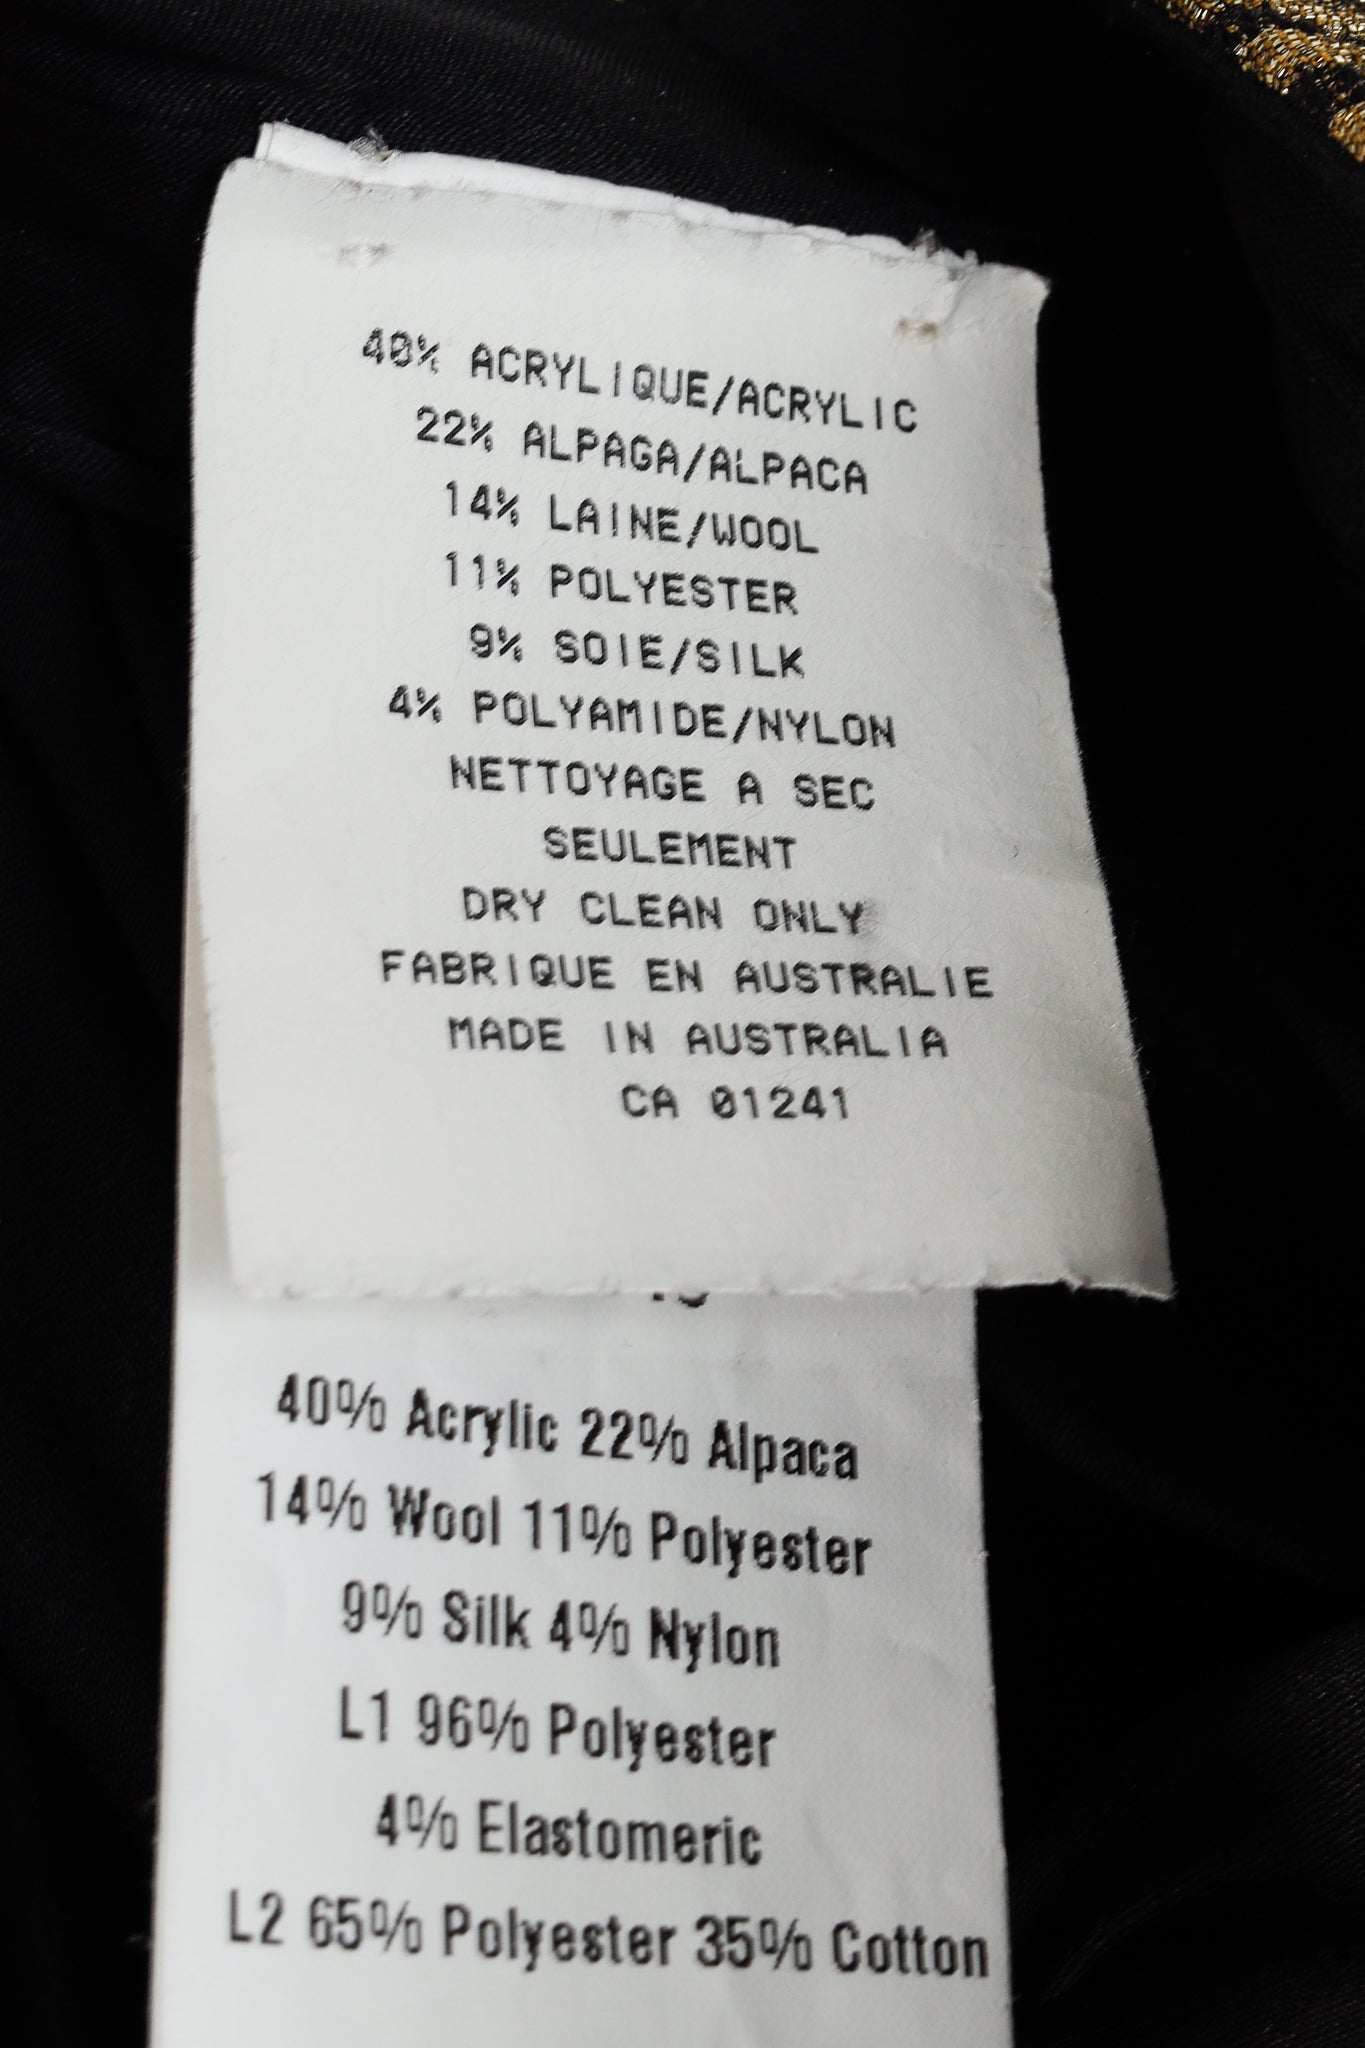 40% ACRYLIQUE/ACRYLIC
22% ALPAGA/ALPACA
14% LAINE/WOOL
11% POLYESTER
9% SOIE/SILK
4% POLYAMIDE/NYLON
NETTOYAGE A SEC
SEULEMENT
DRY CLEAN ONLY
FABRIQUE EN AUSTRALIE
MADE IN AUSTRALIA
CA 01241
40% Acrylic 22% Alpaca
14% Wool 11% Polyester
9% Silk 4% Nylon
L1 96% Polyester
4% Elastomeric
L2 65% Polyester 35% Cotton